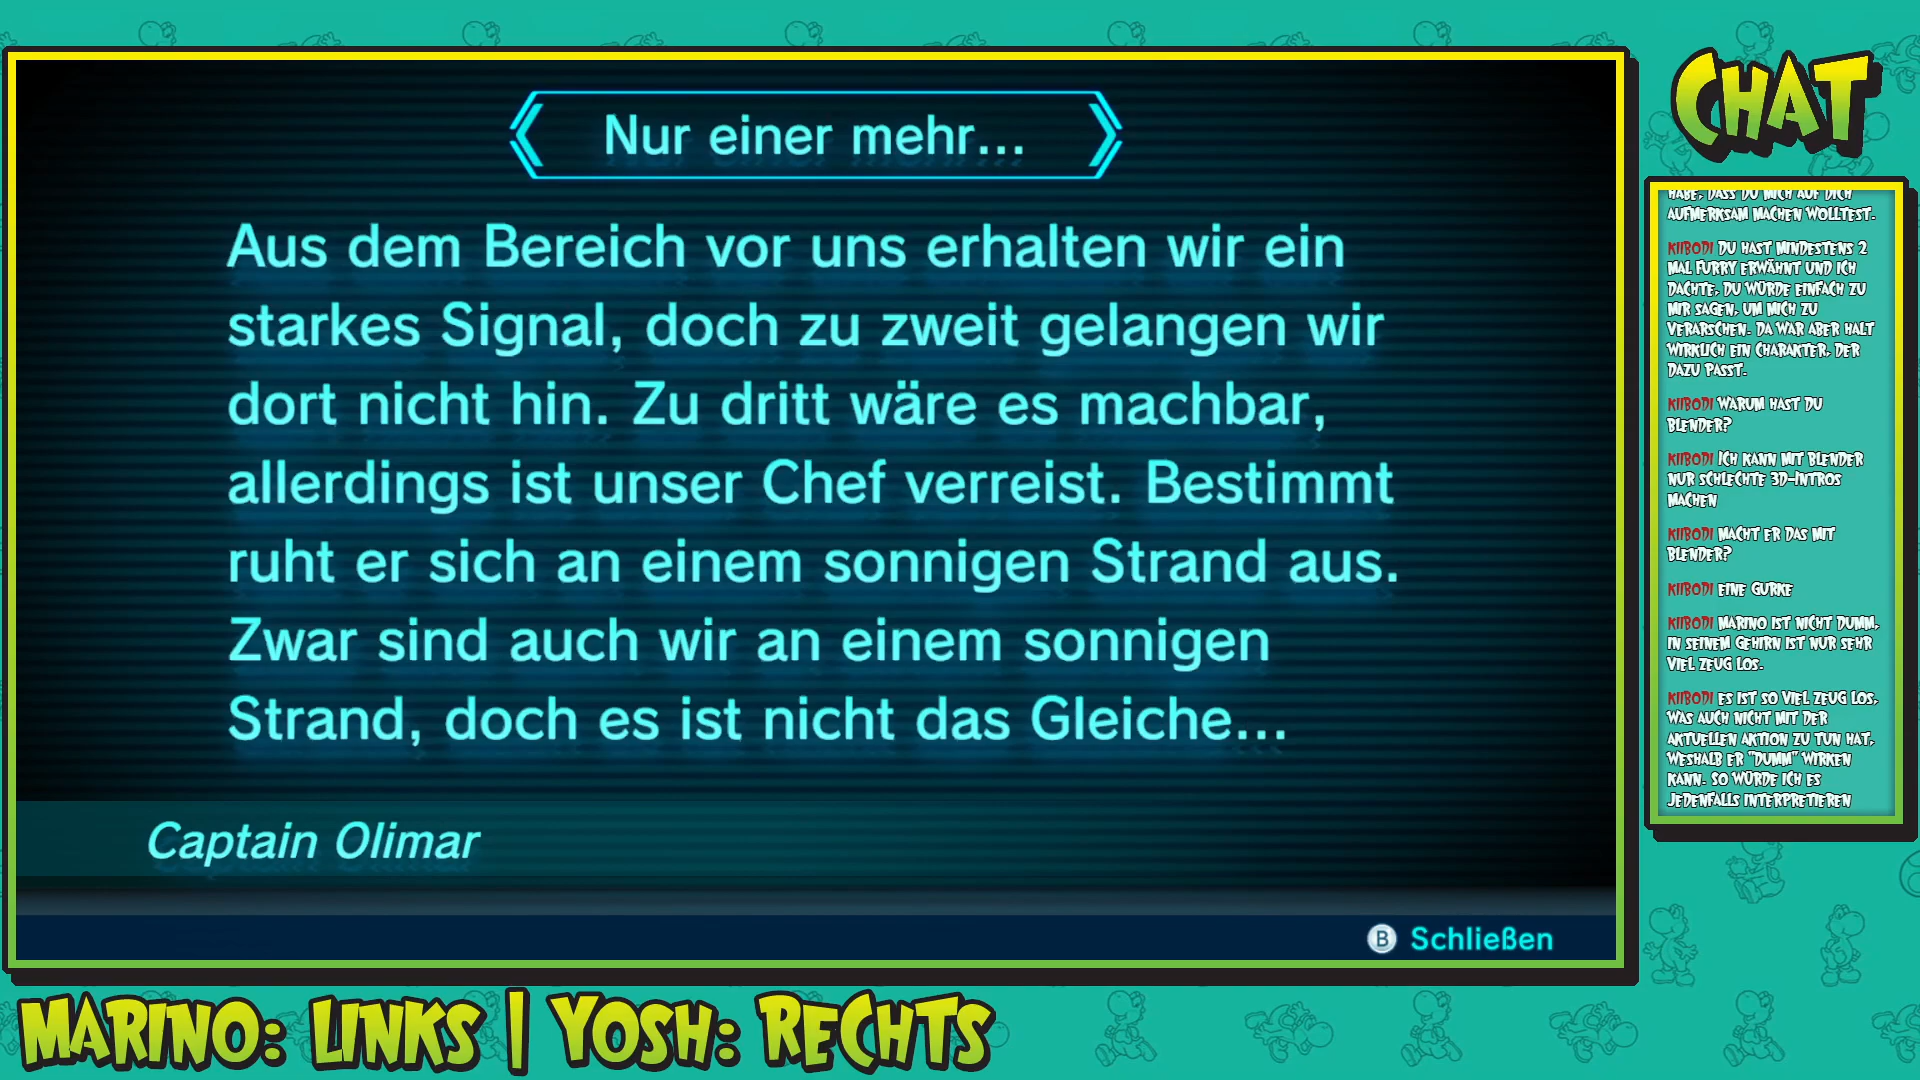 Nur einer mehr...
Aus dem Bereich vor uns erhalten wir ein
starkes Signal, doch zu zweit gelangen wir
dort nicht hin. Zu dritt wäre es machbar,
allerdings ist unser Chef verreist. Bestimmt
ruht er sich an einem sonnigen Strand aus.
Zwar sind auch wir an einem sonnigen
Strand, doch es ist nicht das Gleiche...
Captain Olimar
B Schließen
MARINO: LINKS | YOSH: RECHTS
CHAT
HABE, DASS DU MICH AUF DICH
AUFMERKSAM MACHEN WOLLTEST.
KIIBODI DU HAST MINDESTENS 2
MAL FURRY ERWÄHNT UND ICH
DACHTE, DU WÜRDE EINFACH ZU
MIR SAGEN, UM MICH ZU
VERARSCHEN. DA WAR ABER HALT
WIRKLICH EIN CHARAKTER, DER
DAZU PASST.
KIIBODI WARUM HAST DU
BLENDER?
KIIBODI ICH KANN MIT BLENDER
NUR SCHLECHTE 3D-INTROS
MACHEN
KIIBODI MACHT ER DAS MIT
BLENDER?
KIIBODI EINE GURKE
KIIBODI MARINO IST NICHT DUMM,
IN SEINEM GEHIRN IST NUR SEHR
VIEL ZEUG LOS.
KIIBODI ES IST SO VIEL ZEUG LOS,
WAS AUCH NICHT MIT DER
AKTUELLEN AKTION ZU TUN HAT,
WESHALB ER "DUMM" WIRKEN
KANN. SO WÜRDE ICH ES
JEDENFALLS INTERPRETIEREN